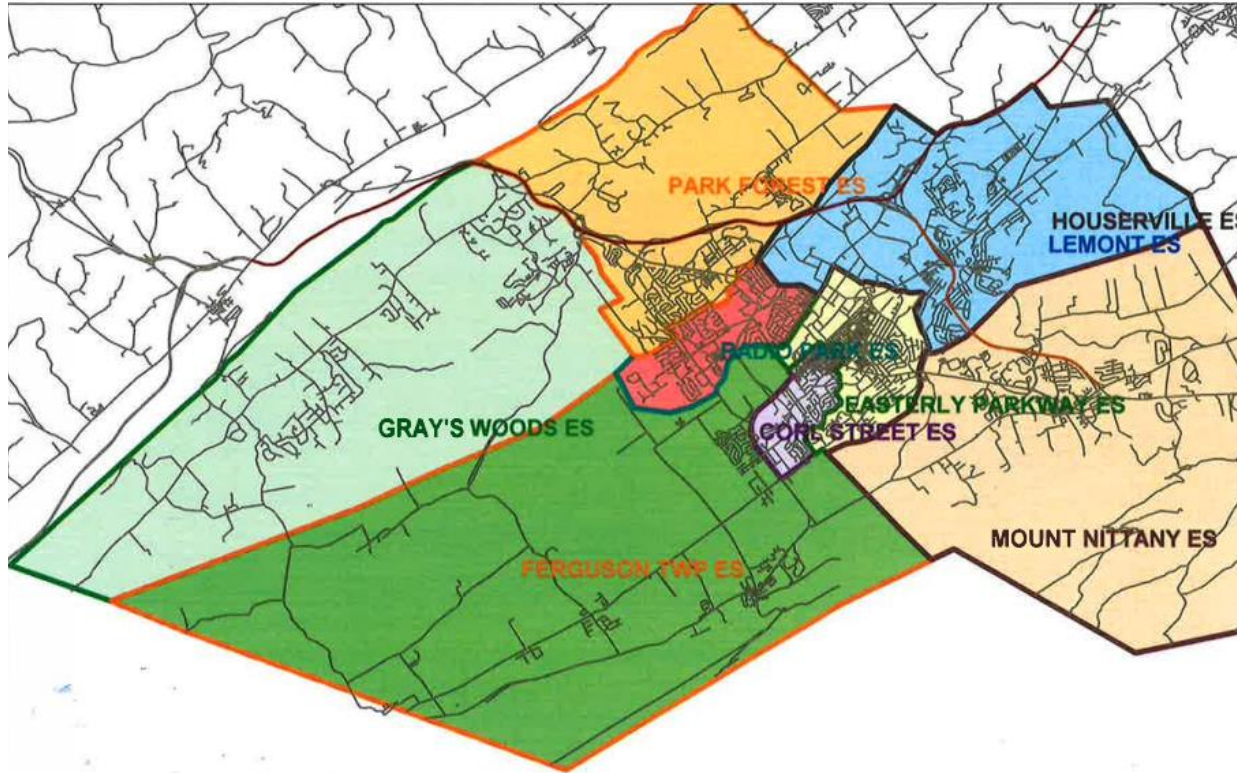 PARK FOREST ES
HOUSERVILLE ES
LEMONT ES
RADIO PARK ES
EASTERLY PARKWAY ES
GRAY'S WOODS ES
CORL STREET ES
MOUNT NITTANY ES
FERGUSON TWP ES